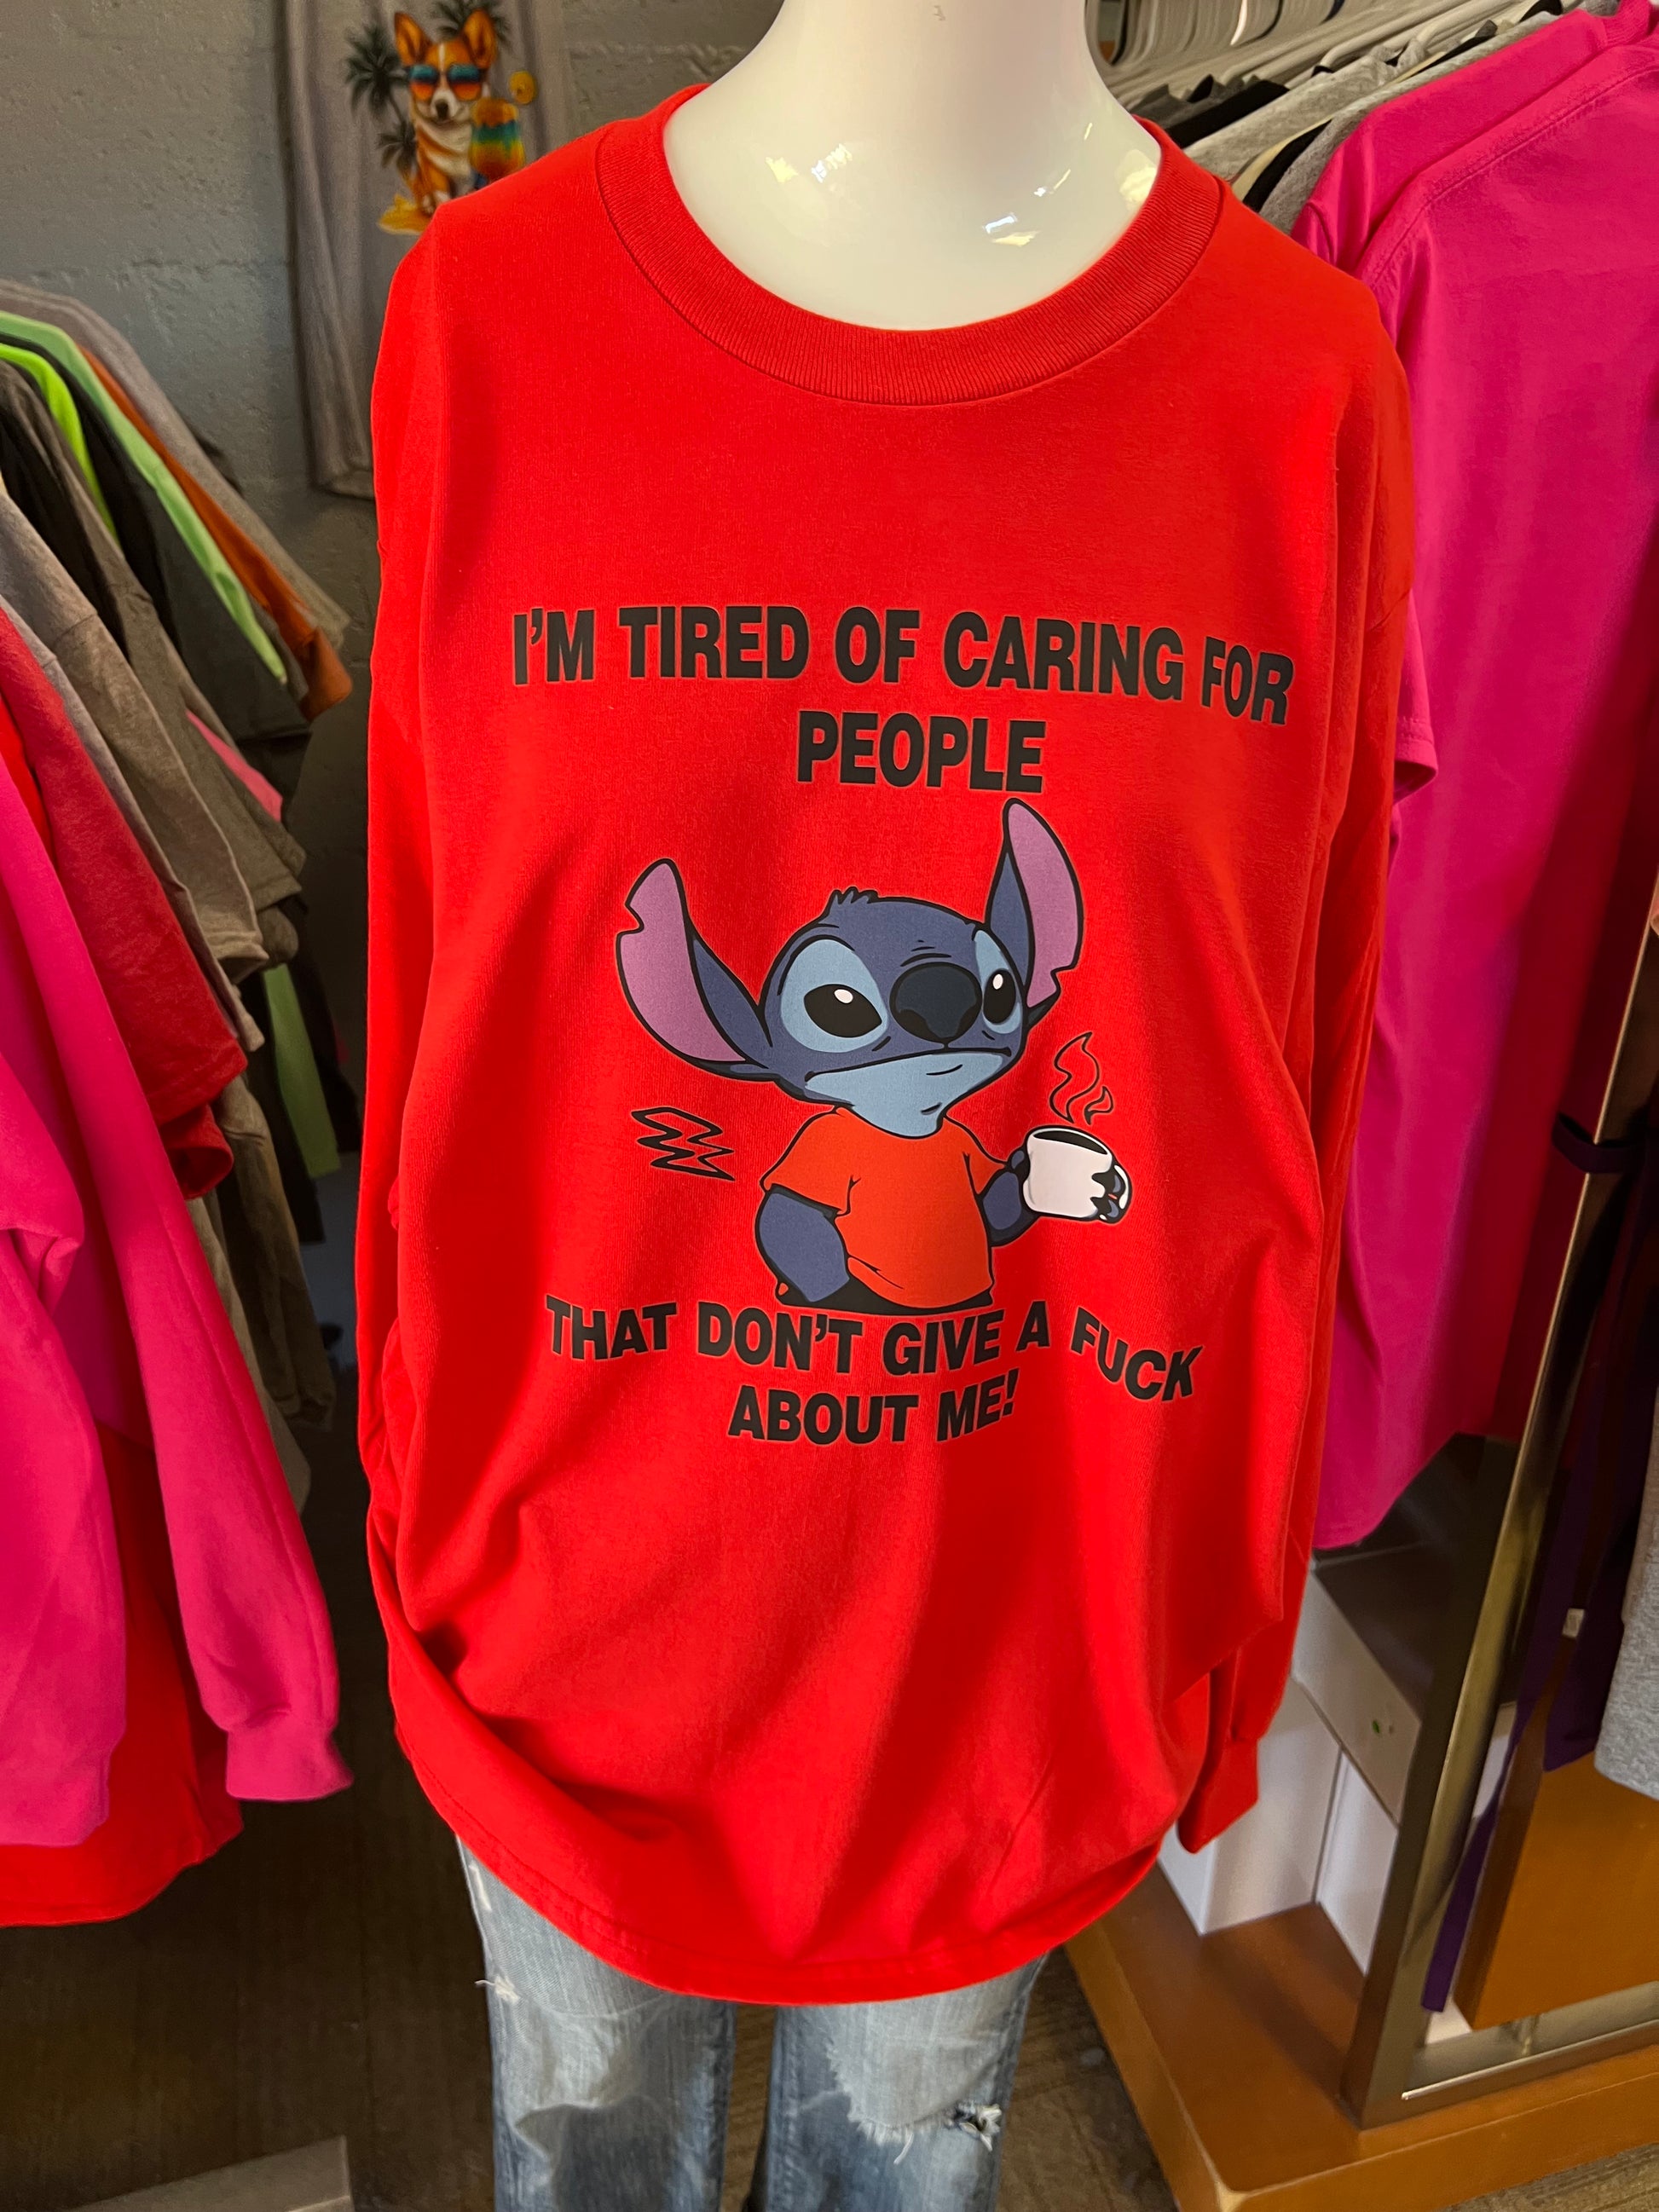 I'M TIRED OF CARING FOR
PEOPLE
THAT DON'T GIVE A FUCK
ABOUT ME!